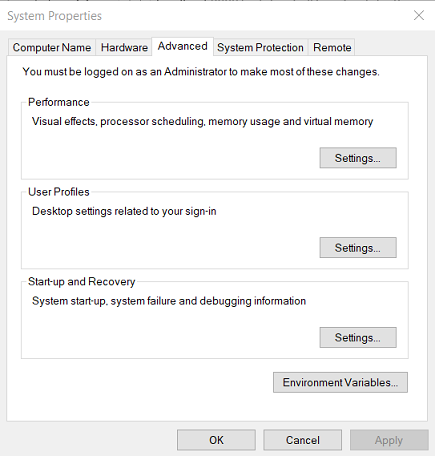 System Properties
Computer Name Hardware Advanced System Protection Remote
You must be logged on as an Administrator to make most of these changes.
Performance
Visual effects, processor scheduling, memory usage and virtual memory
Settings...
User Profiles
Desktop settings related to your sign-in
Settings...
Start-up and Recovery
System start-up, system failure and debugging information
Settings...
Environment Variables...
OK Cancel Apply